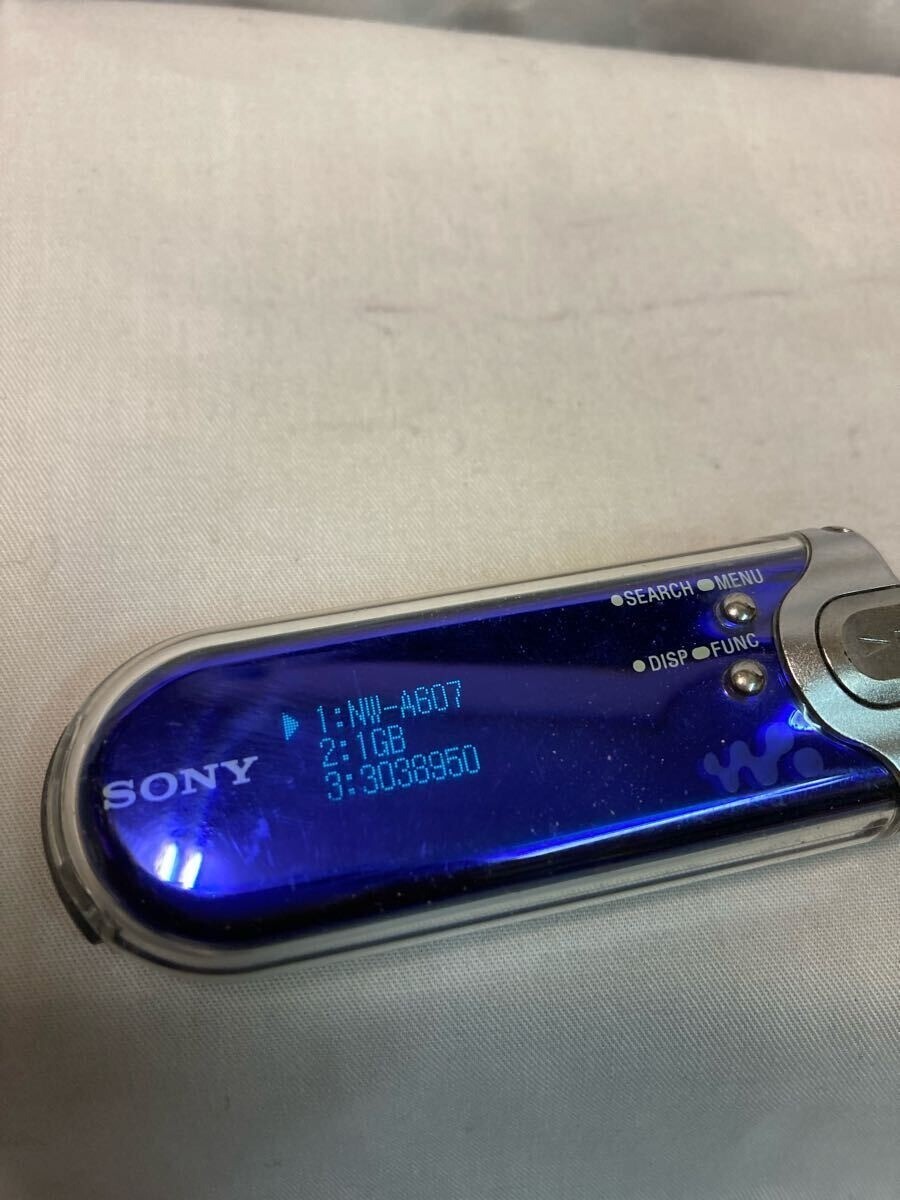 ●SEARCH ●MENU
●DISP ●FUNC
1:NW-A607
2:1GB
3:3038950
SONY